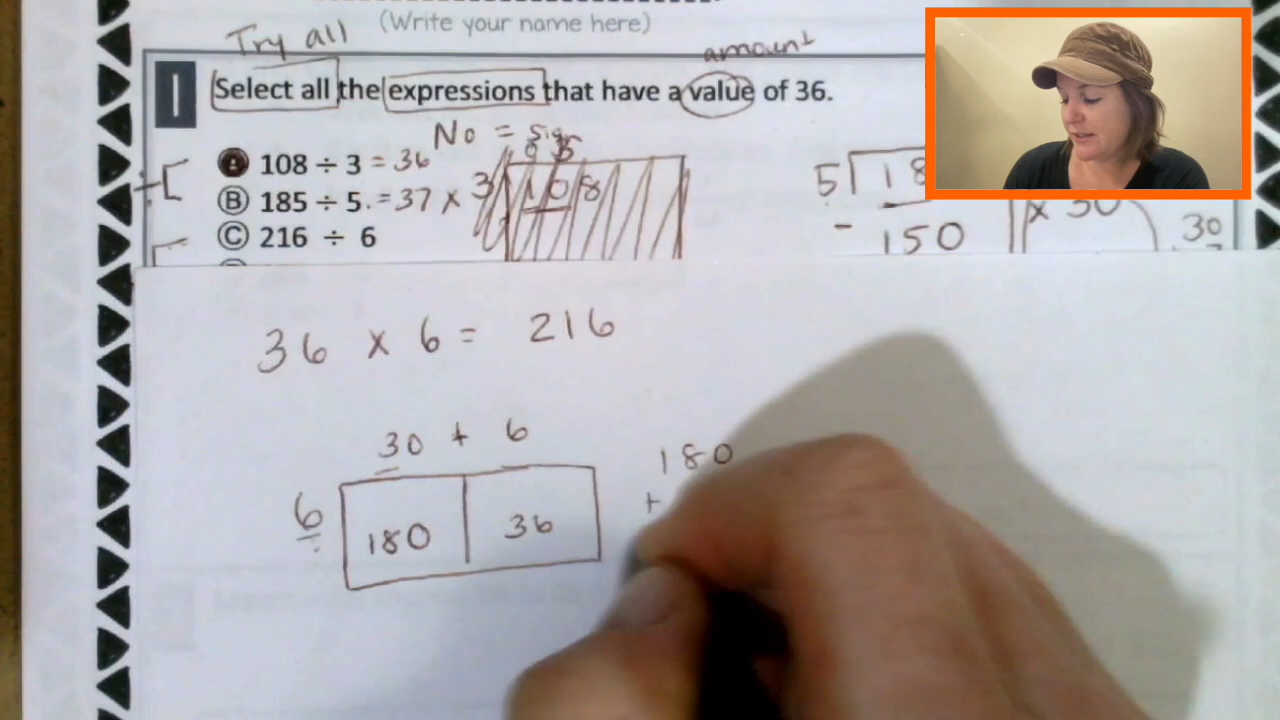 (Write your name here)
Try all
amount
1 Select all the expressions that have a value of 36.
No = sign
A 108 ÷ 3 = 36
B 185 ÷ 5 . = 37 x
C 216 ÷ 6
3 108
5 18
- 150
x 30
30
36 x 6 = 216
30 + 6
6 180 36
÷
180
+